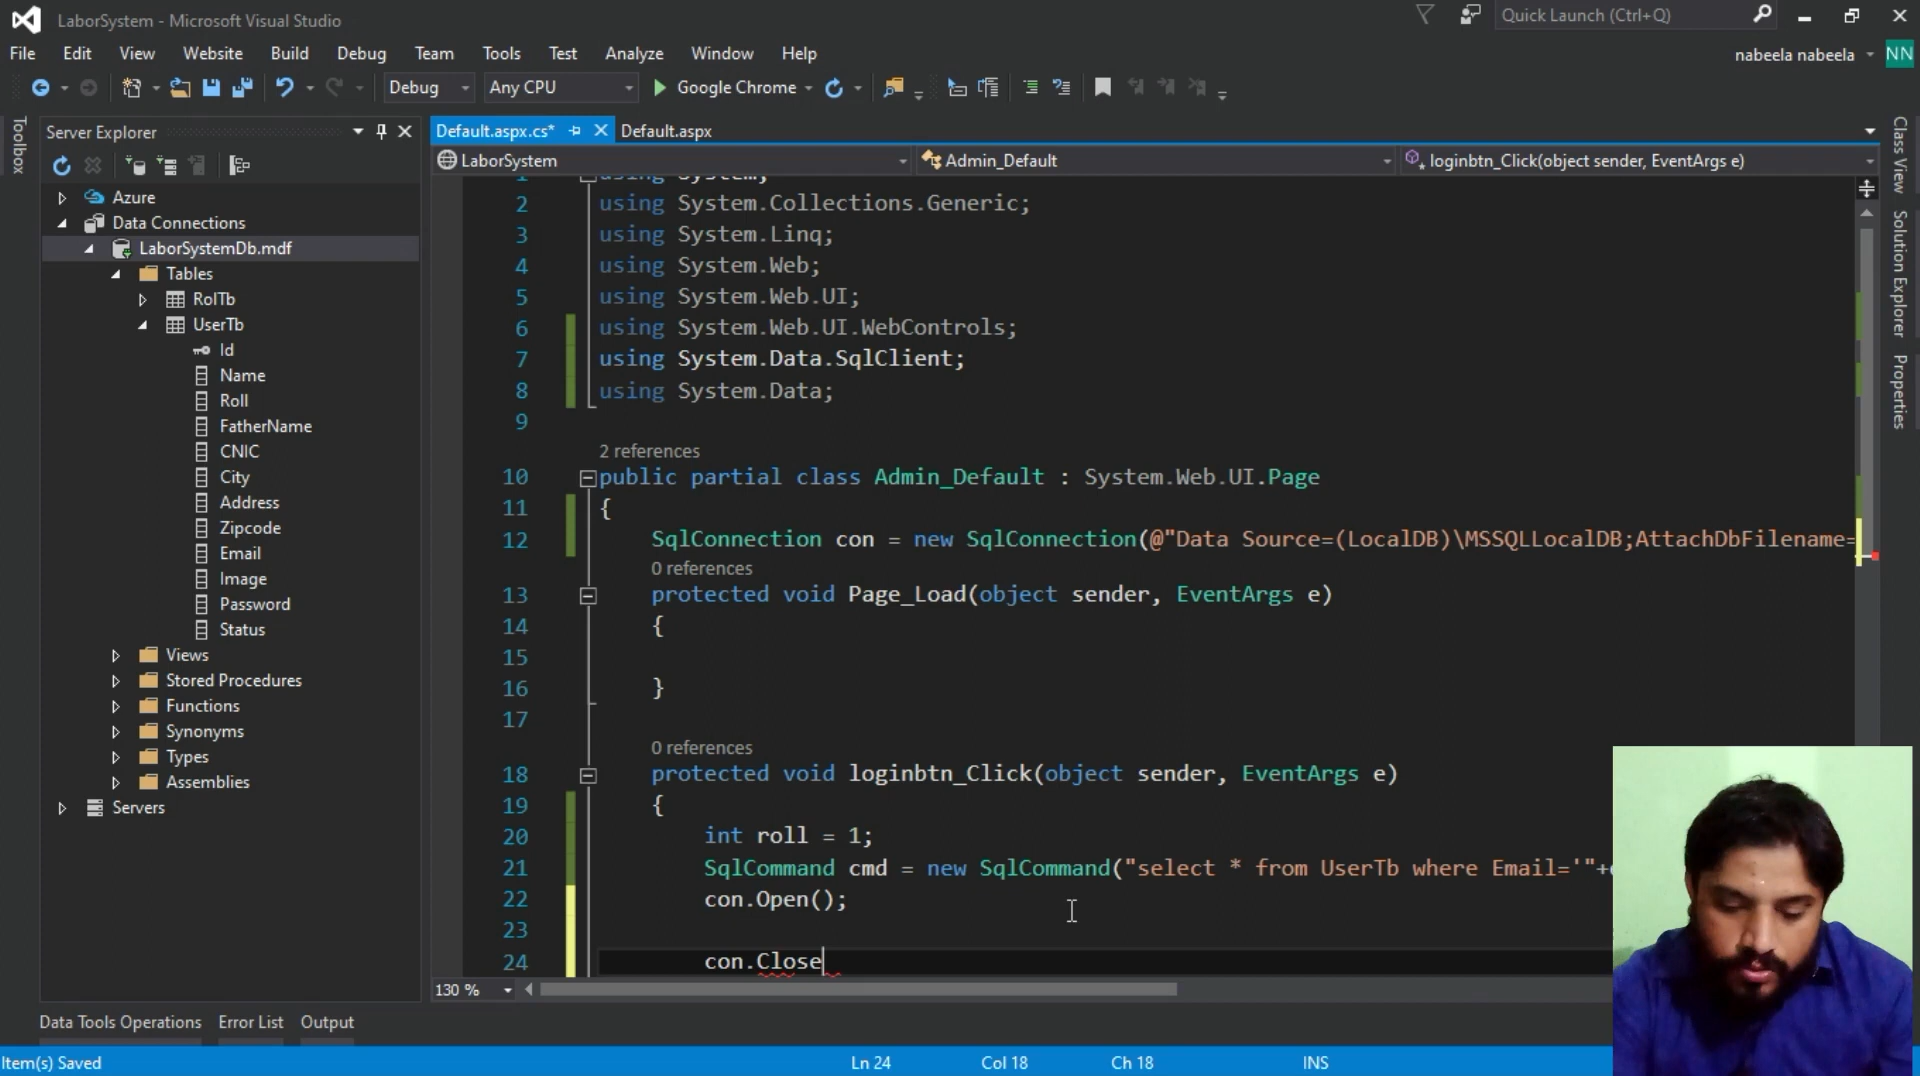 LaborSystem - Microsoft Visual Studio
Quick Launch (Ctrl+Q)
File Edit View Website Build Debug Team Tools Test Analyze Window Help
nabeela nabeela NN
Debug Any CPU Google Chrome
Toolbox
Server Explorer
Azure
Data Connections
LaborSystemDb.mdf
Tables
RolTb
UserTb
Id
Name
Roll
FatherName
CNIC
City
Address
Zipcode
Email
Image
Password
Status
Views
Stored Procedures
Functions
Synonyms
Types
Assemblies
Servers
Default.aspx.cs* Default.aspx
LaborSystem Admin_Default loginbtn_Click(object sender, EventArgs e)
1 using System;
2 using System.Collections.Generic;
3 using System.Linq;
4 using System.Web;
5 using System.Web.UI;
6 using System.Web.UI.WebControls;
7 using System.Data.SqlClient;
8 using System.Data;
9
2 references
10 public partial class Admin_Default : System.Web.UI.Page
11 {
12 SqlConnection con = new SqlConnection(@"Data Source=(LocalDB)\MSSQLLocalDB;AttachDbFilename=
0 references
13 protected void Page_Load(object sender, EventArgs e)
14 {
15
16 }
17
0 references
18 protected void loginbtn_Click(object sender, EventArgs e)
19 {
20 int roll = 1;
21 SqlCommand cmd = new SqlCommand("select * from UserTb where Email='"+
22 con.Open();
23
24 con.Close
130 %
Class View
Solution Explorer
Properties
Data Tools Operations Error List Output
Item(s) Saved Ln 24 Col 18 Ch 18 INS